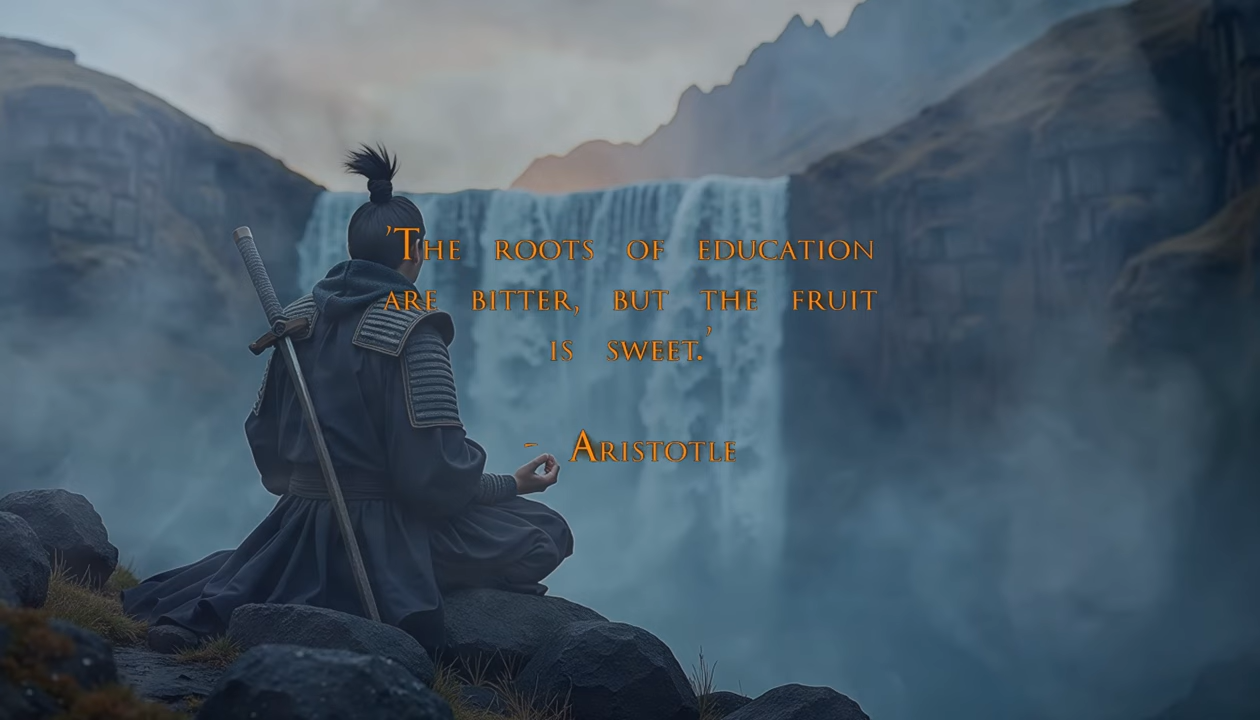 'The roots of education
are bitter, but the fruit
is sweet.'
- Aristotle